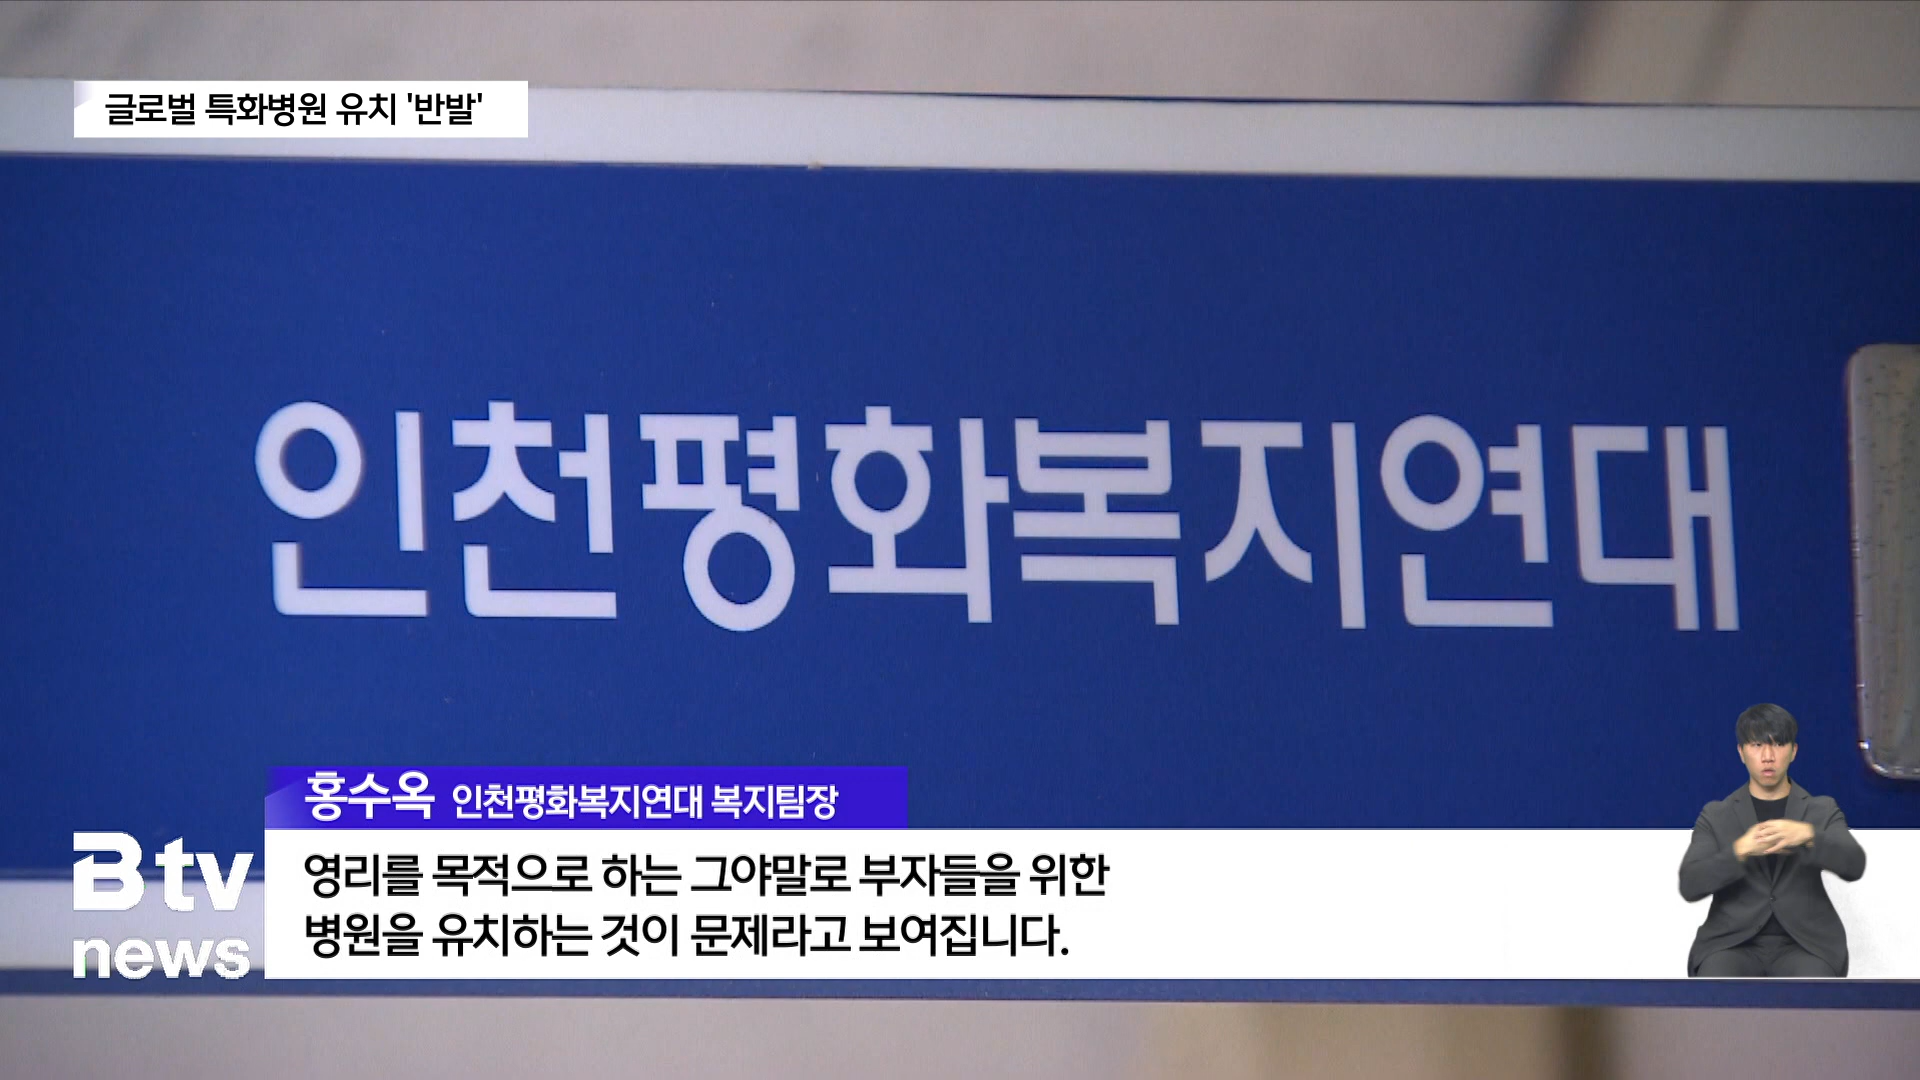 글로벌 특화병원 유치 '반발'
인천평화복지연대
홍수옥 인천평화복지연대 복지팀장
영리를 목적으로 하는 그야말로 부자들을 위한
병원을 유치하는 것이 문제라고 보여집니다.
B tv
news